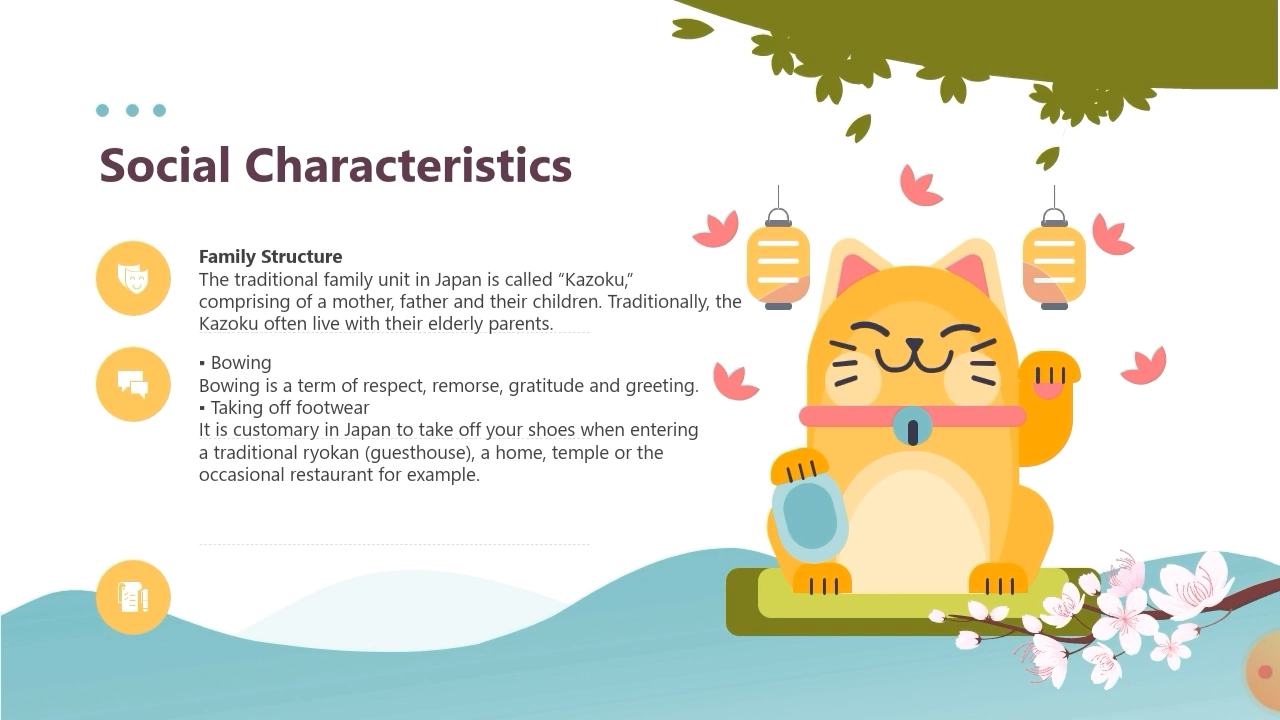 Social Characteristics
Family Structure
The traditional family unit in Japan is called “Kazoku,”
comprising of a mother, father and their children. Traditionally, the
Kazoku often live with their elderly parents.
▪ Bowing
Bowing is a term of respect, remorse, gratitude and greeting.
▪ Taking off footwear
It is customary in Japan to take off your shoes when entering
a traditional ryokan (guesthouse), a home, temple or the
occasional restaurant for example.